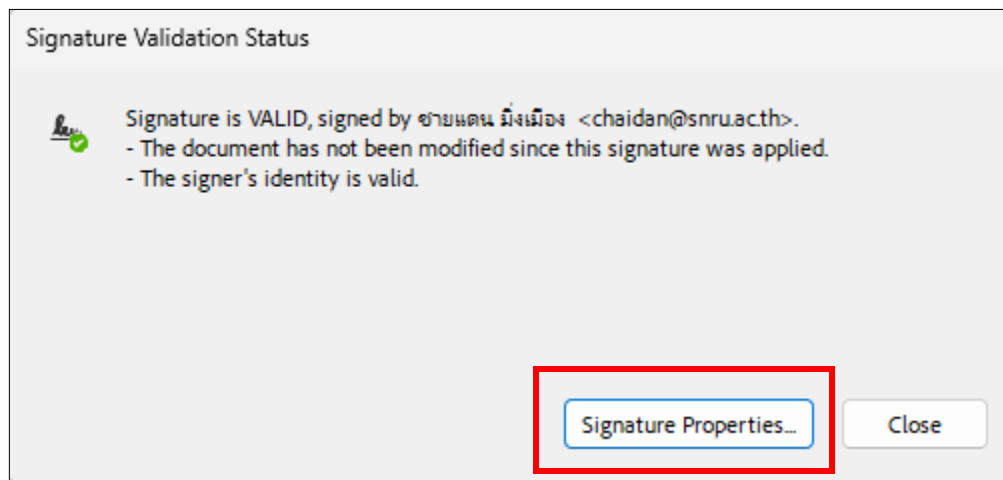 Signature Validation Status
Signature is VALID, signed by ชายแดน มิ่งเมือง <chaidan@snru.ac.th>.
- The document has not been modified since this signature was applied.
- The signer's identity is valid.
Signature Properties...
Close